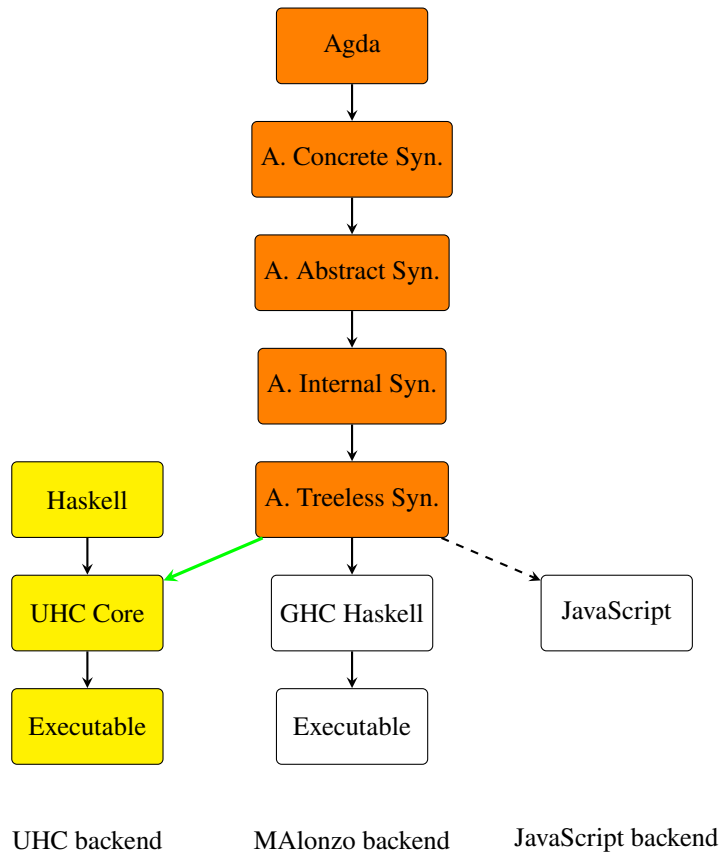 Agda
A. Concrete Syn.
A. Abstract Syn.
A. Internal Syn.
Haskell
A. Treeless Syn.
UHC Core
GHC Haskell
JavaScript
Executable
Executable
UHC backend
MAlonzo backend
JavaScript backend